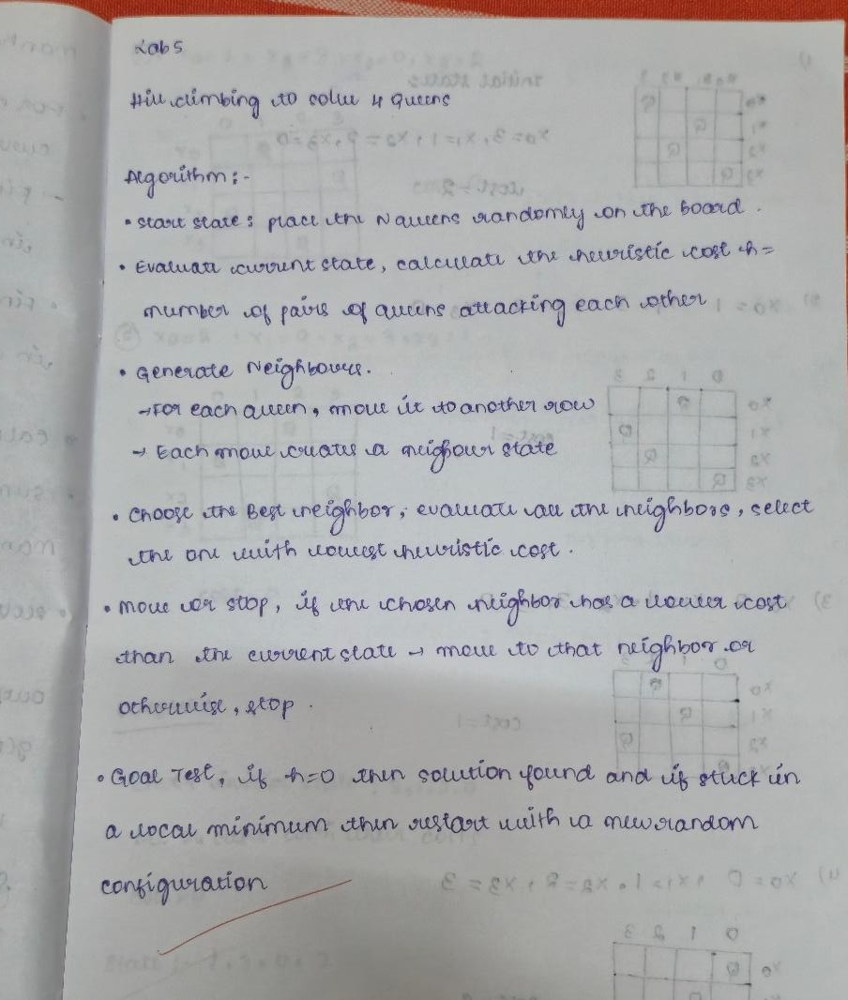 Lab 5
Hill climbing to solve 4 Queens
Algorithm :-
• Start state : place the N Queens randomly on the board .
• Evaluate current state, calculate the heuristic cost h =
number of pairs of queens attacking each other
• Generate Neighbours.
→ For each queen, move it to another row
→ Each move creates a neighour state
• Choose the Best neighbor, evaluate all the neighbors, select
the one with lowest heuristic cost .
• Move or stop, if the chosen neighbor has a lower cost
than the current state → move to that neighbor or
otherwise, stop .
• Goal Test, if h=0 then solution found and if stuck in
a local minimum then restart with a new random
configuration